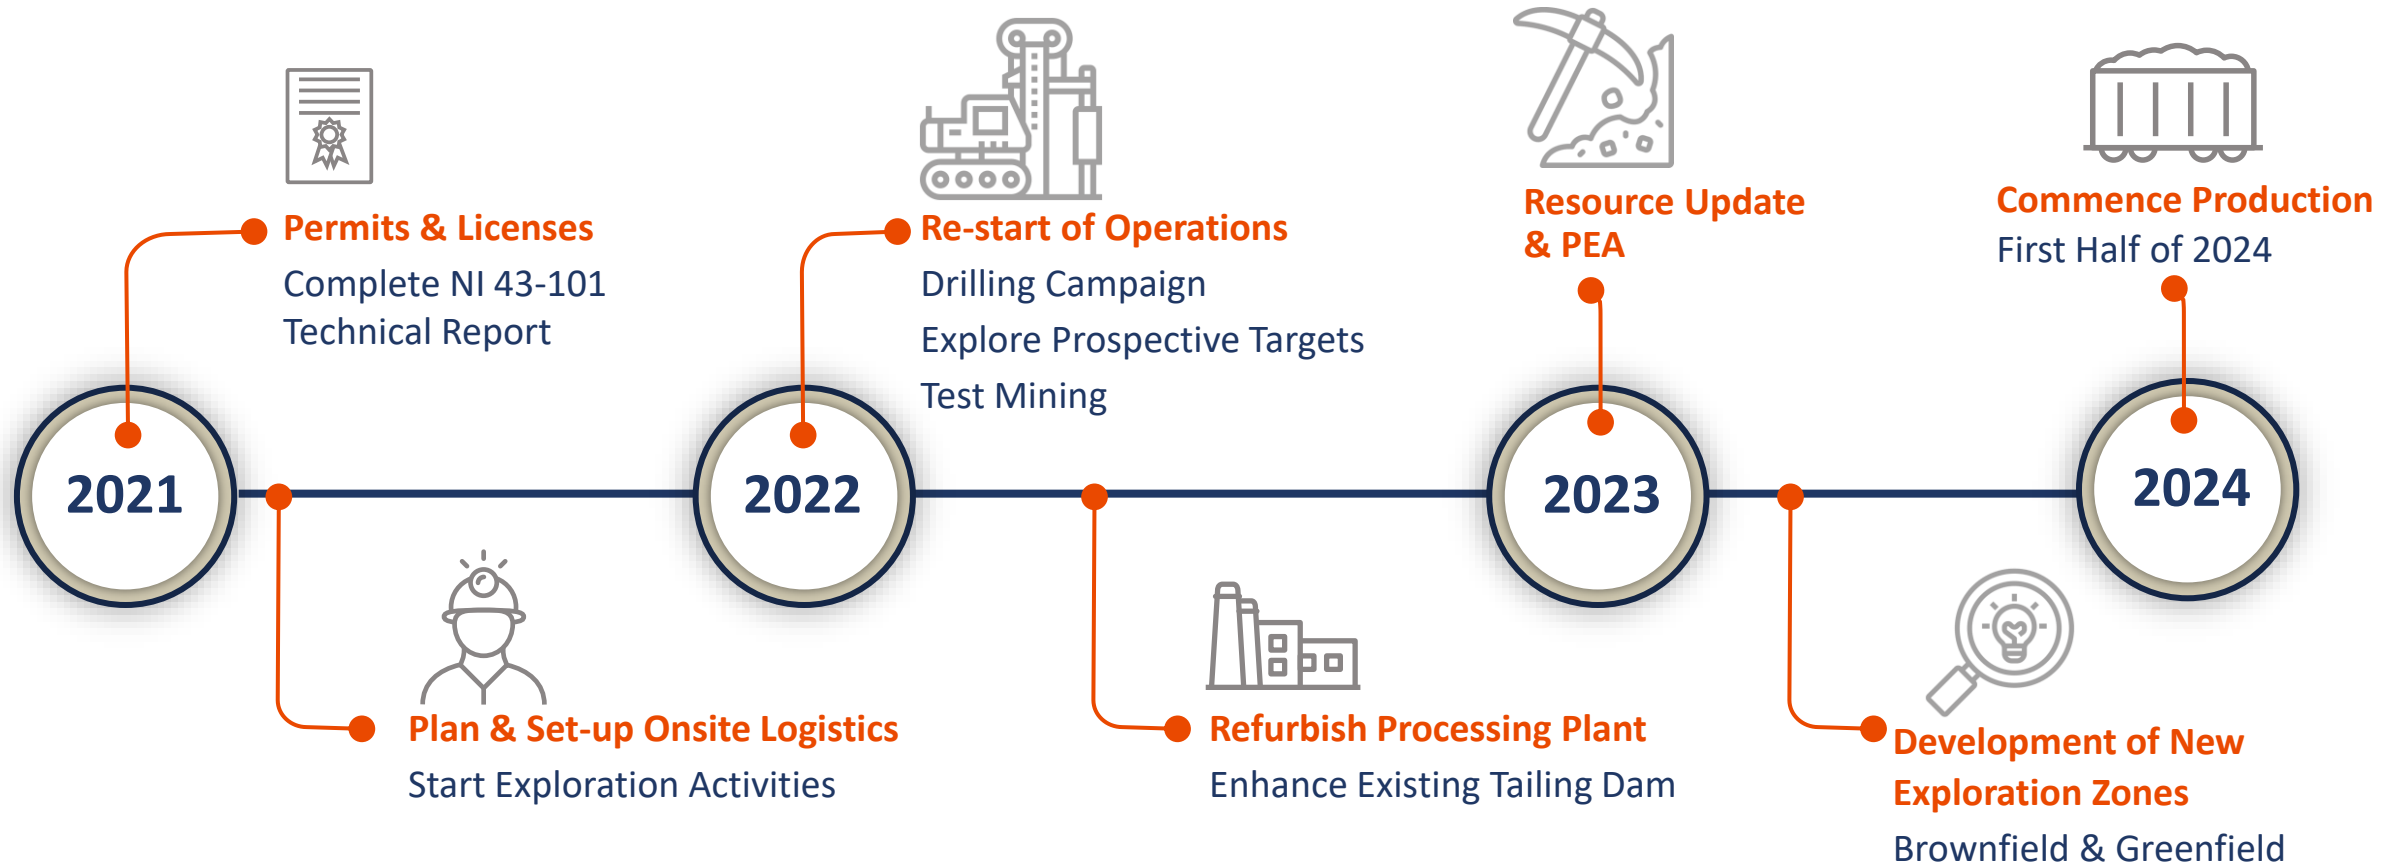 Permits & Licenses
Complete NI 43-101
Technical Report
Re-start of Operations
Drilling Campaign
Explore Prospective Targets
Test Mining
Resource Update
& PEA
Commence Production
First Half of 2024
2021
2022
2023
2024
Plan & Set-up Onsite Logistics
Start Exploration Activities
Refurbish Processing Plant
Enhance Existing Tailing Dam
Development of New
Exploration Zones
Brownfield & Greenfield